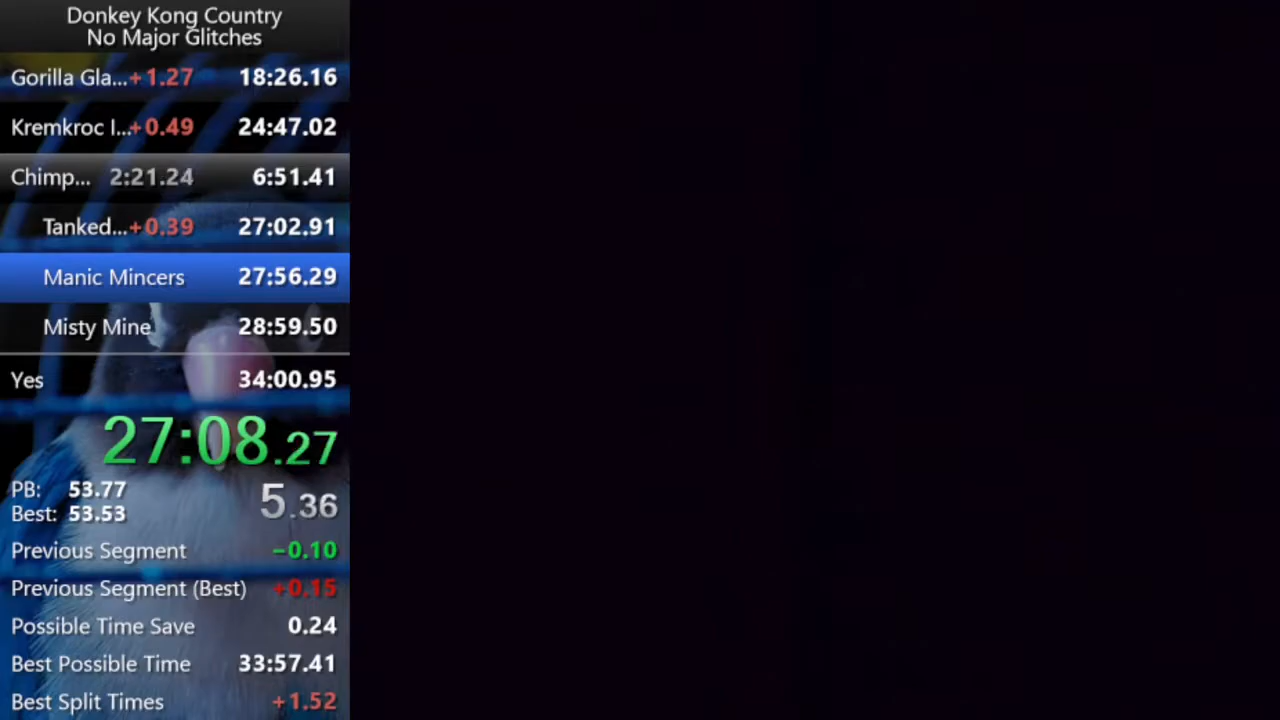 Donkey Kong Country
No Major Glitches
Gorilla Gla... +1.27 18:26.16
Kremkroc I... +0.49 24:47.02
Chimp... 2:21.24 6:51.41
Tanked... +0.39 27:02.91
Manic Mincers 27:56.29
Misty Mine 28:59.50
Yes 34:00.95
27:08.27
PB: 53.77
Best: 53.53
5.36
Previous Segment −0.10
Previous Segment (Best) +0.15
Possible Time Save 0.24
Best Possible Time 33:57.41
Best Split Times +1.52